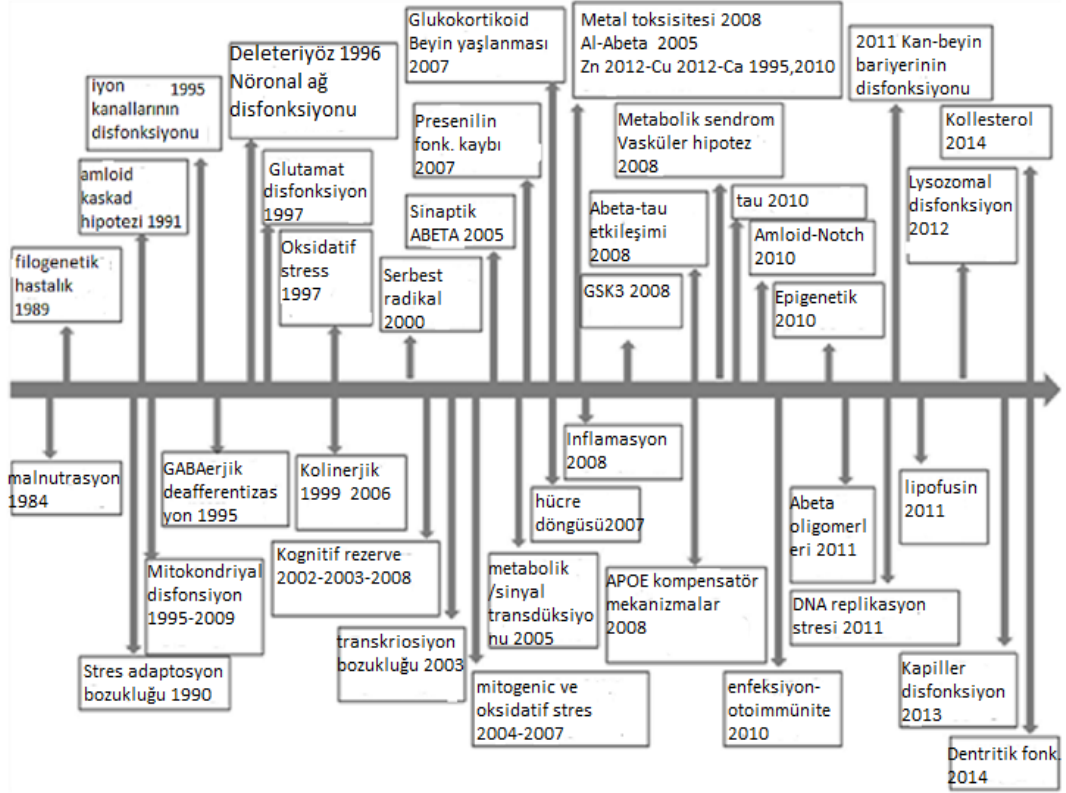 Glukokortikoid
Beyin yaşlanması
2007
Metal toksisitesi 2008
Al-Abeta 2005
Zn 2012-Cu 2012-Ca 1995,2010
2011 Kan-beyin
bariyerinin
disfonksiyonu
Deleteriyöz 1996
Nöronal ağ
disfonksiyonu
iyon 1995
kanallarının
disfonksiyonu
Presenilin
fonk. kaybı
2007
Metabolik sendrom
Vasküler hipotez
2008
Kollesterol
2014
amloid
kaskad
hipotezi 1991
Glutamat
disfonksiyon
1997
Sinaptik
ABETA 2005
Abeta-tau
etkileşimi
2008
tau 2010
Lysozomal
disfonksiyon
2012
filogenetik
hastalık
1989
Oksidatif
stress
1997
Serbest
radikal
2000
GSK3 2008
Amloid-Notch
2010
Epigenetik
2010
malnutrasyon
1984
GABAerjik
deafferentizas
yon 1995
Kolinerjik
1999 2006
Inflamasyon
2008
hücre
döngüsü2007
Abeta
oligomerl
eri 2011
lipofusin
2011
Mitokondriyal
disfonsiyon
1995-2009
Kognitif rezerve
2002-2003-2008
metabolik
/sinyal
transdüksiyo
nu 2005
APOE kompensatör
mekanizmalar
2008
DNA replikasyon
stresi 2011
Stres adaptosyon
bozukluğu 1990
transkriosiyon
bozukluğu 2003
mitogenic ve
oksidatif stres
2004-2007
enfeksiyon-
otoimmünite
2010
Kapiller
disfonksiyon
2013
Dentritik fonk.
2014